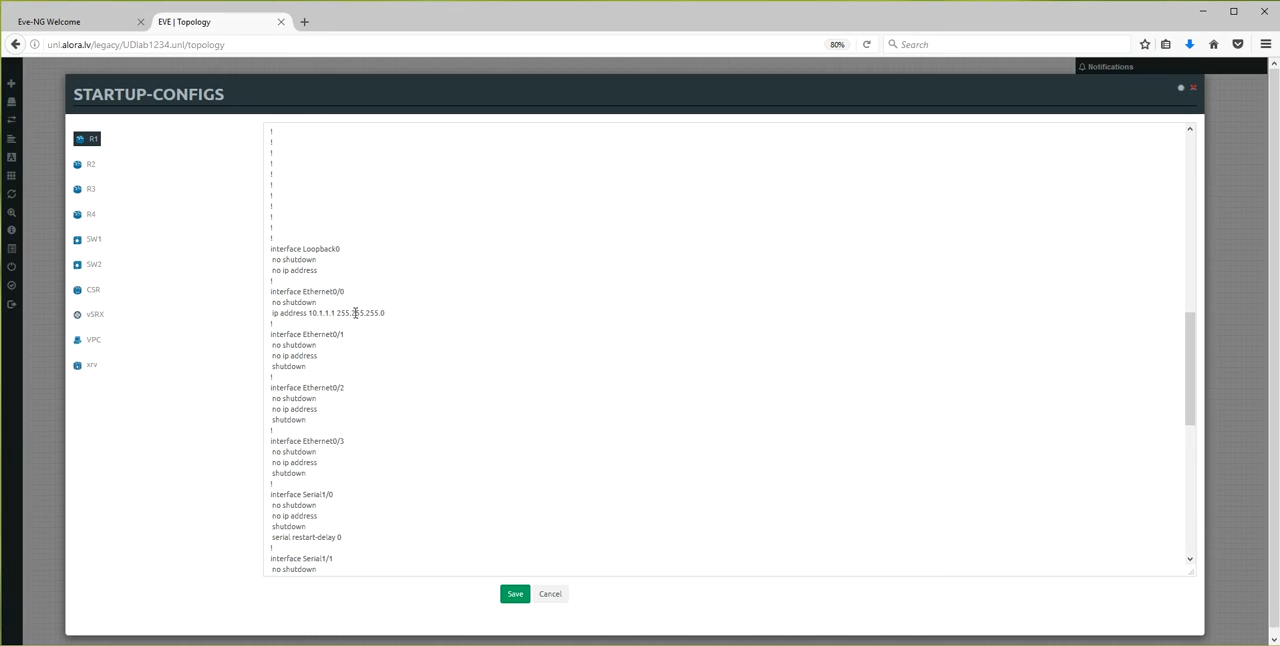 Eve-NG Welcome
EVE | Topology
unl.alora.lv/legacy/UDlab1234.unl/topology
80%
Search
Notifications
STARTUP-CONFIGS
R1
R2
R3
R4
SW1
SW2
CSR
vSRX
VPC
xrv
!
!
!
!
!
!
!
!
!
!
!
interface Loopback0
no shutdown
no ip address
!
interface Ethernet0/0
no shutdown
ip address 10.1.1.1 255.255.255.0
!
interface Ethernet0/1
no shutdown
no ip address
shutdown
!
interface Ethernet0/2
no shutdown
no ip address
shutdown
!
interface Ethernet0/3
no shutdown
no ip address
shutdown
!
interface Serial1/0
no shutdown
no ip address
shutdown
serial restart-delay 0
!
interface Serial1/1
no shutdown
Save
Cancel